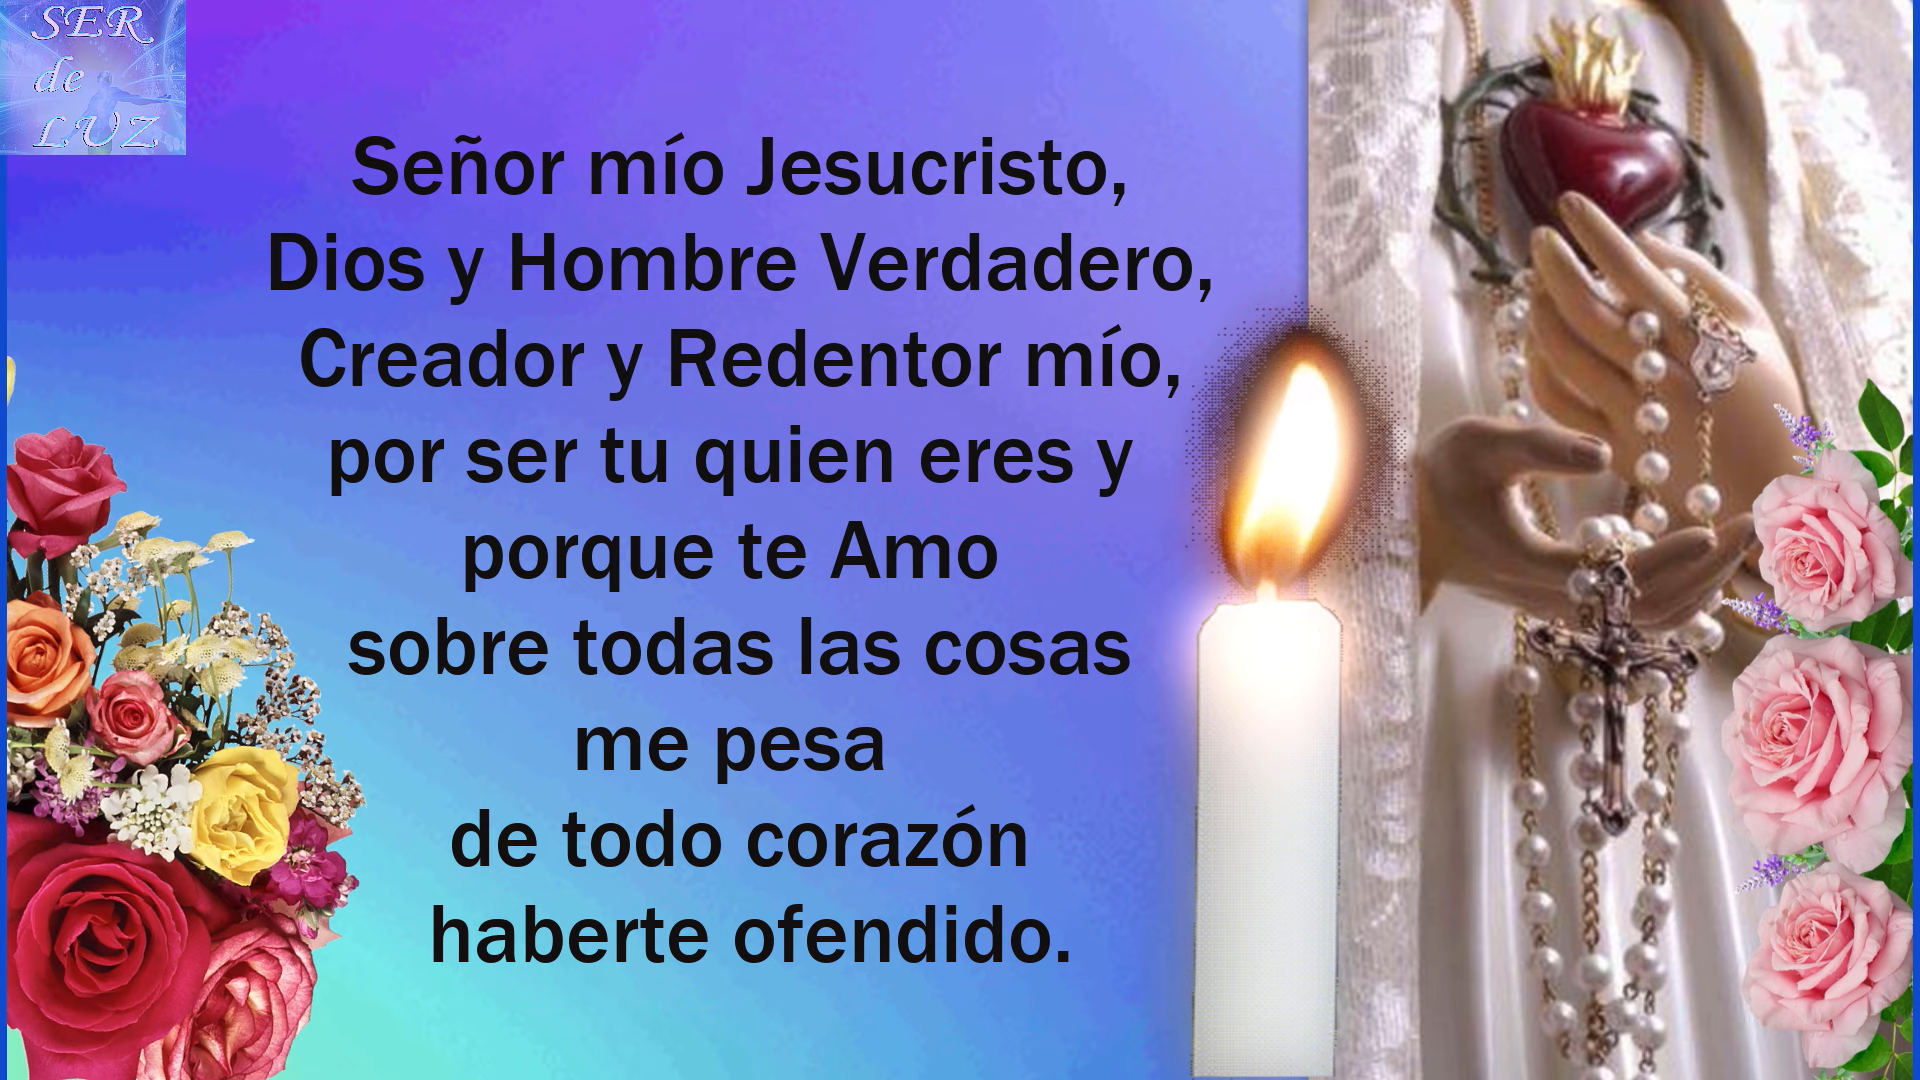 SER
de
LUZ
Señor mío Jesucristo,
Dios y Hombre Verdadero,
Creador y Redentor mío,
por ser tu quien eres y
porque te Amo
sobre todas las cosas
me pesa
de todo corazón
haberte ofendido.